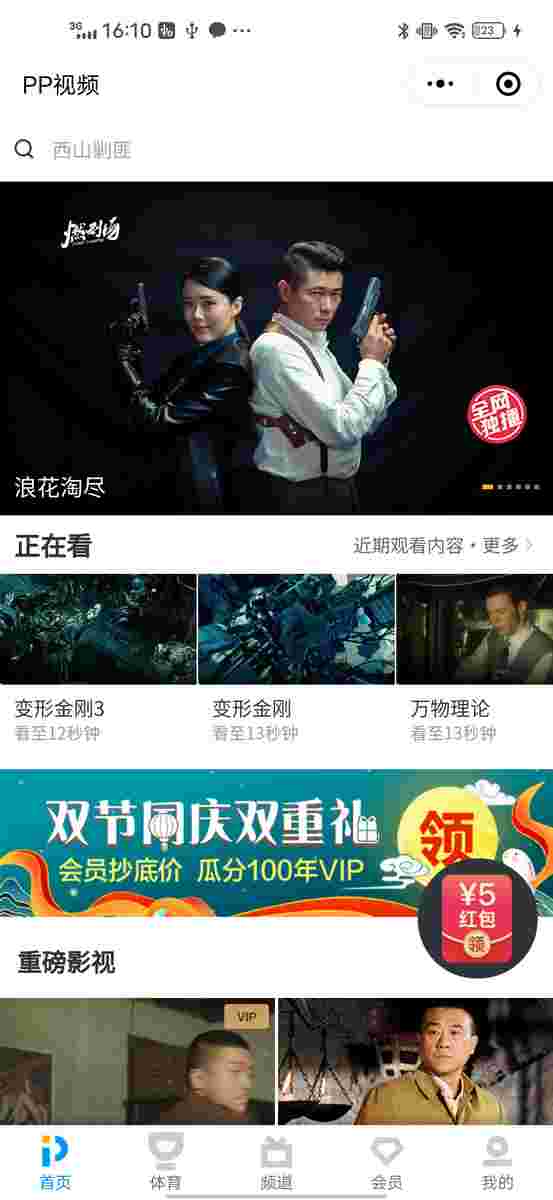 3G 16:10 23
PP视频
西山剿匪
燃剧场
全网
独播
浪花淘尽
正在看
近期观看内容·更多
变形金刚3
看至12秒钟
变形金刚
看至13秒钟
万物理论
看至13秒钟
双节同庆双重礼
会员抄底价 瓜分100年VIP
领
¥5
红包
领
重磅影视
VIP
首页
体育
频道
会员
我的